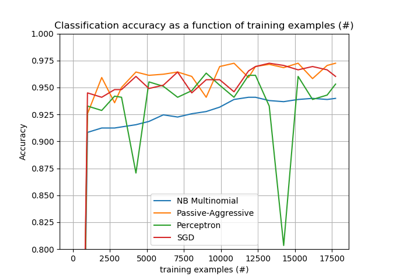 Classification accuracy as a function of training examples (#)
1.000
0.975
0.950
0.925
0.900
0.875
0.850
0.825
0.800
Accuracy
NB Multinomial
Passive-Aggressive
Perceptron
SGD
0 2500 5000 7500 10000 12500 15000 17500
training examples (#)